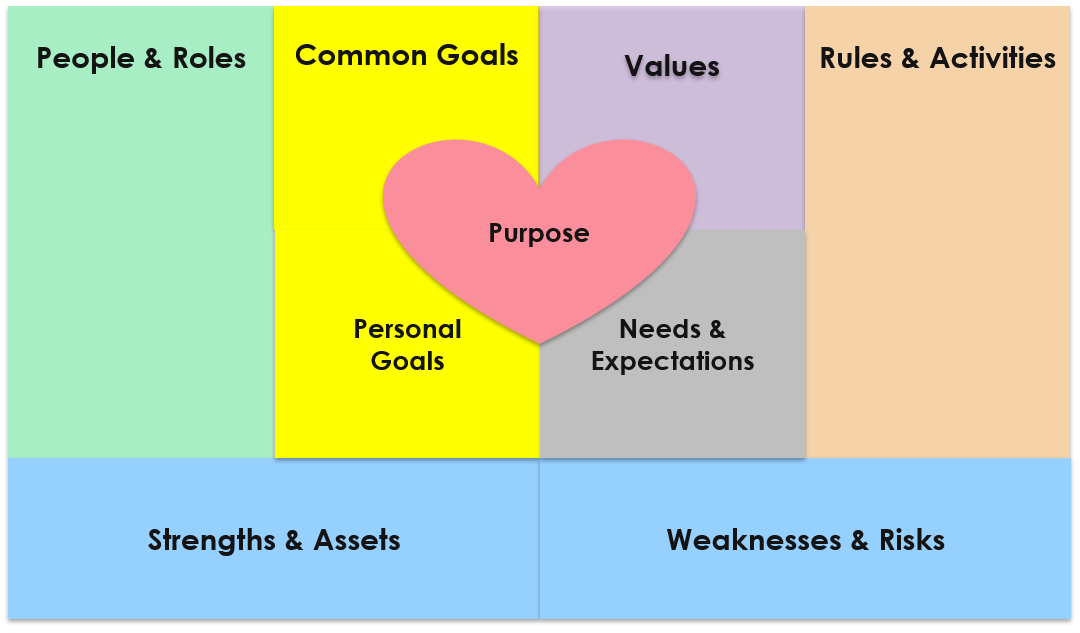 People & Roles
Common Goals
Values
Rules & Activities
Purpose
Personal
Goals
Needs &
Expectations
Strengths & Assets
Weaknesses & Risks